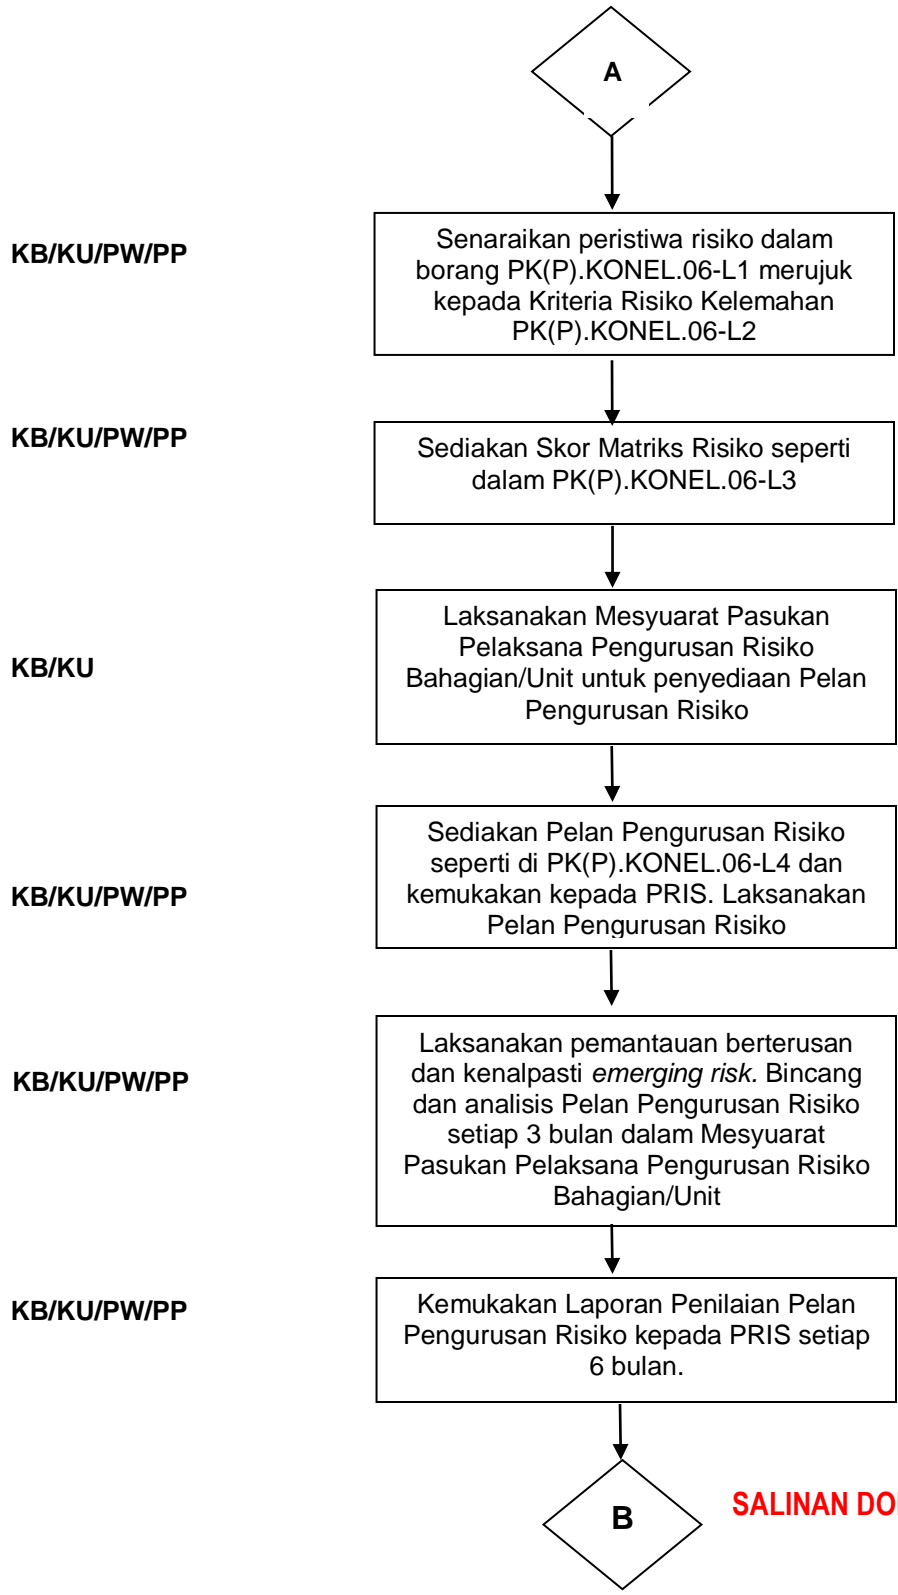 A
KB/KU/PW/PP
Senaraikan peristiwa risiko dalam
borang PK(P).KONEL.06-L1 merujuk
kepada Kriteria Risiko Kelemahan
PK(P).KONEL.06-L2
KB/KU/PW/PP
Sediakan Skor Matriks Risiko seperti
dalam PK(P).KONEL.06-L3
KB/KU
Laksanakan Mesyuarat Pasukan
Pelaksana Pengurusan Risiko
Bahagian/Unit untuk penyediaan Pelan
Pengurusan Risiko
KB/KU/PW/PP
Sediakan Pelan Pengurusan Risiko
seperti di PK(P).KONEL.06-L4 dan
kemukakan kepada PRIS. Laksanakan
Pelan Pengurusan Risiko
KB/KU/PW/PP
Laksanakan pemantauan berterusan
dan kenalpasti emerging risk. Bincang
dan analisis Pelan Pengurusan Risiko
setiap 3 bulan dalam Mesyuarat
Pasukan Pelaksana Pengurusan Risiko
Bahagian/Unit
KB/KU/PW/PP
Kemukakan Laporan Penilaian Pelan
Pengurusan Risiko kepada PRIS setiap
6 bulan.
B
SALINAN